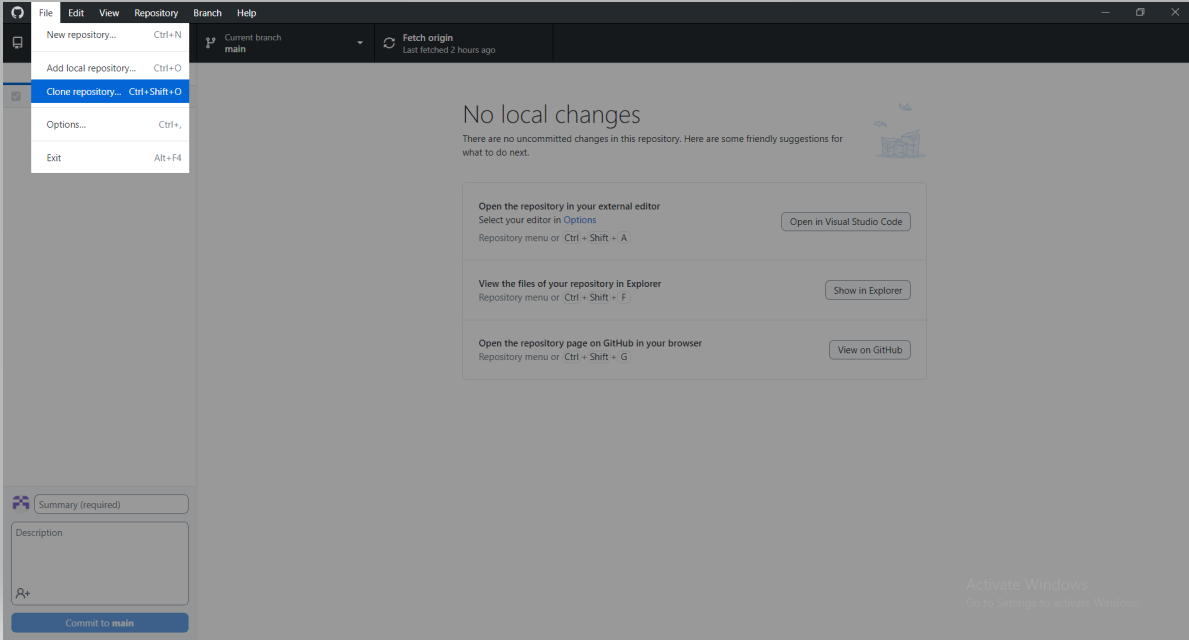 File Edit View Repository Branch Help
New repository... Ctrl+N
Add local repository... Ctrl+O
Clone repository... Ctrl+Shift+O
Options... Ctrl+,
Exit Alt+F4
Current branch
main
Fetch origin
Last fetched 2 hours ago
No local changes
There are no uncommitted changes in this repository. Here are some friendly suggestions for
what to do next.
Open the repository in your external editor
Select your editor in Options
Repository menu or Ctrl + Shift + A
Open in Visual Studio Code
View the files of your repository in Explorer
Repository menu or Ctrl + Shift + F
Show in Explorer
Open the repository page on GitHub in your browser
Repository menu or Ctrl + Shift + G
View on GitHub
Summary (required)
Description
Commit to main
Activate Windows
Go to Settings to activate Windows.